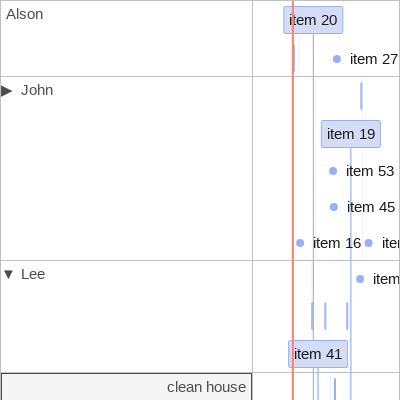 Alson
item 20
item 27
▶ John
item 19
item 53
item 45
item 16
▼ Lee
item
item 41
clean house